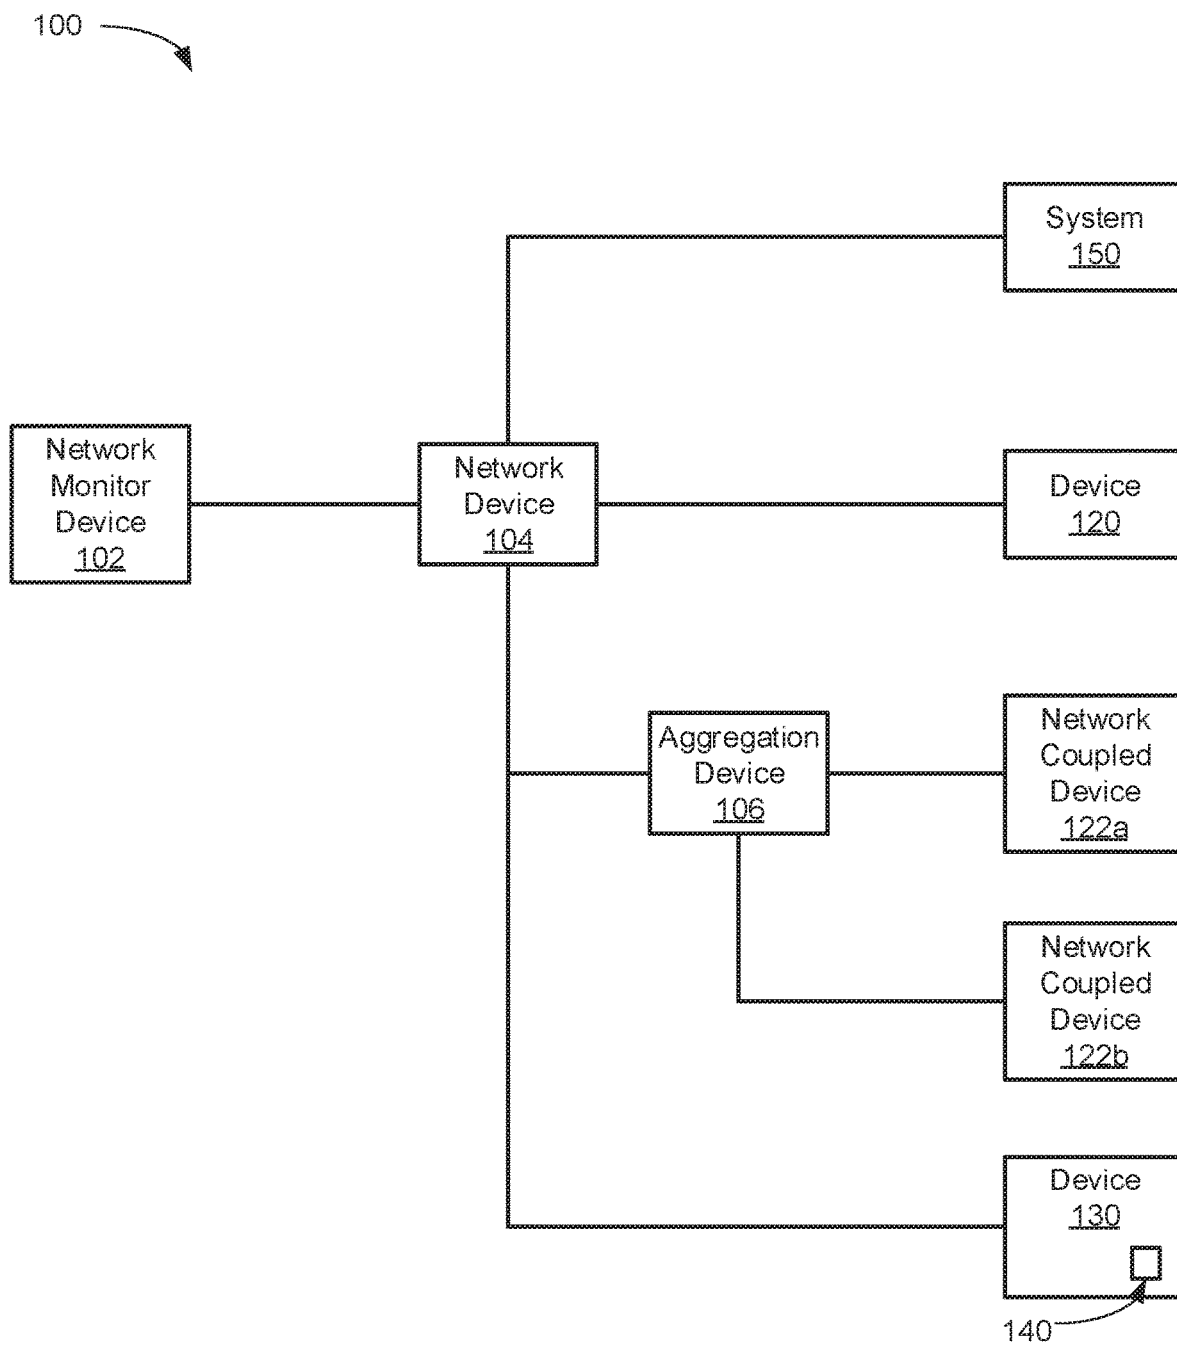 100
System
150
Network
Monitor
Device
102
Network
Device
104
Device
120
Aggregation
Device
106
Network
Coupled
Device
122a
Network
Coupled
Device
122b
Device
130
140